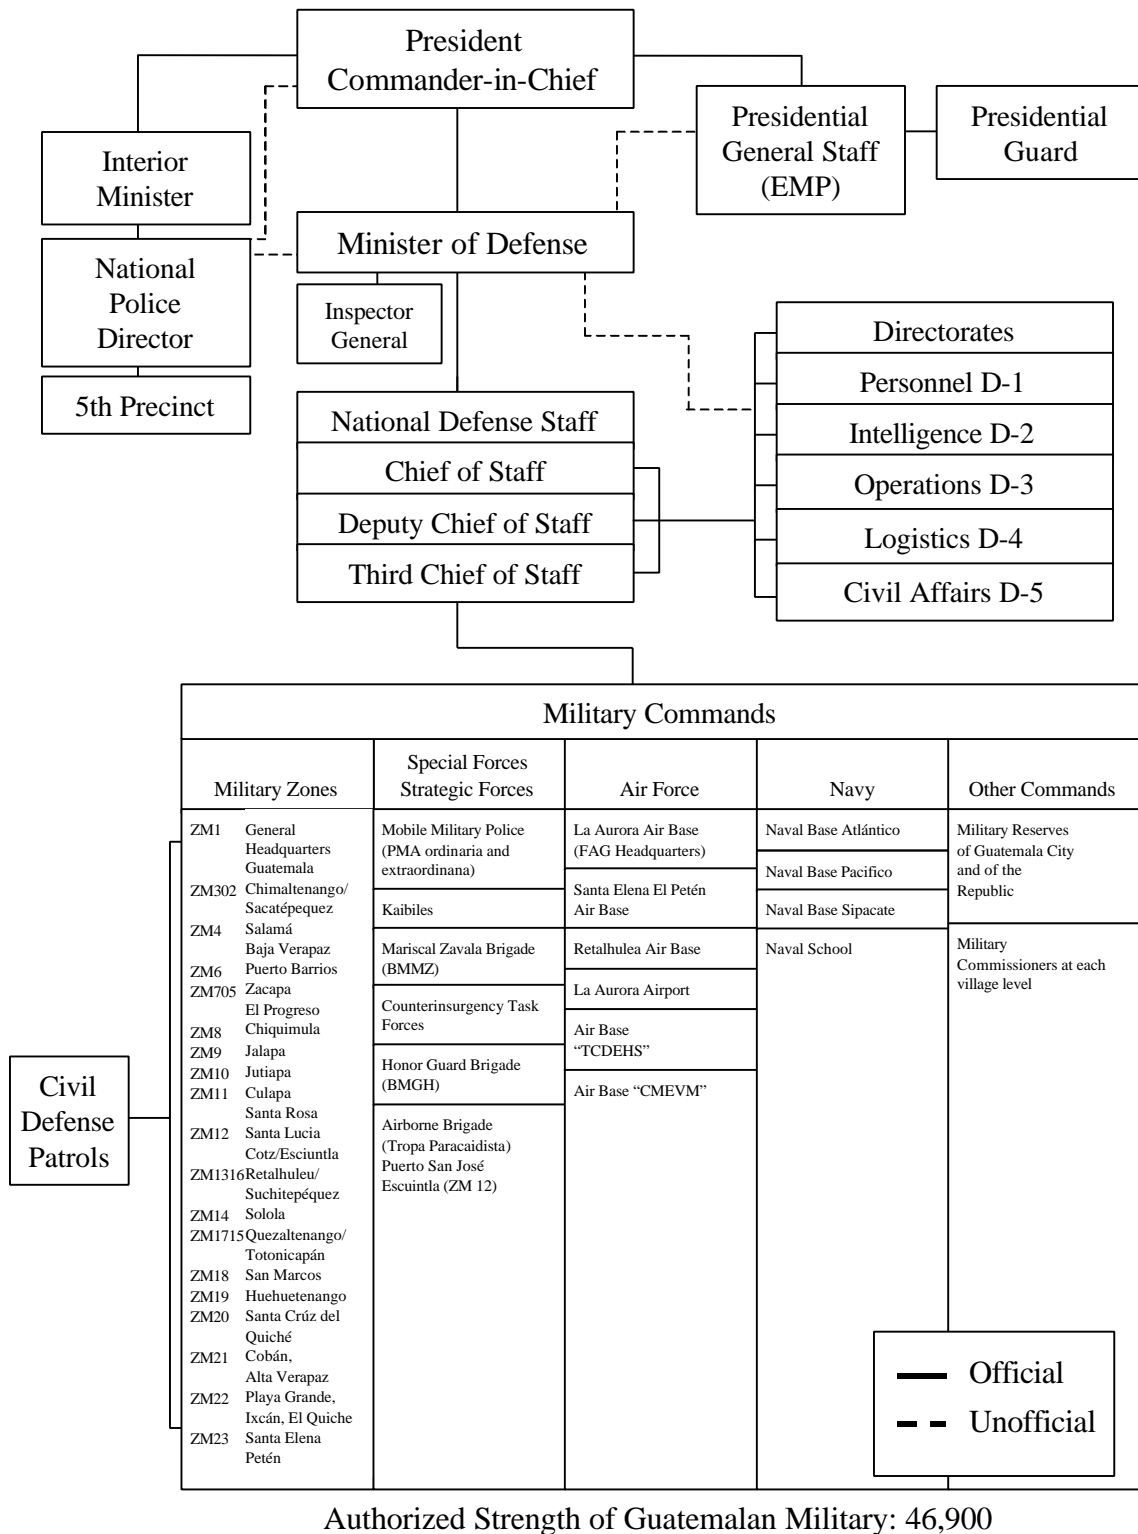 President
Commander-in-Chief
Interior
Minister
Presidential
General Staff
(EMP)
Presidential
Guard
National
Police
Director
Minister of Defense
Inspector
General
5th Precinct
Directorates
Personnel D-1
Intelligence D-2
Operations D-3
Logistics D-4
Civil Affairs D-5
National Defense Staff
Chief of Staff
Deputy Chief of Staff
Third Chief of Staff
Military Commands
Military Zones
Special Forces
Strategic Forces
Air Force
Navy
Other Commands
Civil
Defense
Patrols
ZM1 General
Headquarters
Guatemala
ZM302 Chimaltenango/
Sacatépequez
ZM4 Salamá
Baja Verapaz
ZM6 Puerto Barrios
ZM705 Zacapa
El Progreso
ZM8 Chiquimula
ZM9 Jalapa
ZM10 Jutiapa
ZM11 Culapa
Santa Rosa
ZM12 Santa Lucia
Cotz/Esciuntla
ZM1316 Retalhuleu/
Suchitepéquez
ZM14 Solola
ZM1715 Quezaltenango/
Totonicapán
ZM18 San Marcos
ZM19 Huehuetenango
ZM20 Santa Crúz del
Quiché
ZM21 Cobán,
Alta Verapaz
ZM22 Playa Grande,
Ixcán, El Quiche
ZM23 Santa Elena
Petén
Mobile Military Police
(PMA ordinaria and
extraordinana)
Kaibiles
Mariscal Zavala Brigade
(BMMZ)
Counterinsurgency Task
Forces
Honor Guard Brigade
(BMGH)
Airborne Brigade
(Tropa Paracaidista)
Puerto San José
Escuintla (ZM 12)
La Aurora Air Base
(FAG Headquarters)
Santa Elena El Petén
Air Base
Retalhulea Air Base
La Aurora Airport
Air Base
“TCDEHS”
Air Base “CMEVM”
Naval Base Atlántico
Naval Base Pacifico
Naval Base Sipacate
Naval School
Military Reserves
of Guatemala City
and of the
Republic
Military
Commissioners at each
village level
Official
Unofficial
Authorized Strength of Guatemalan Military: 46,900